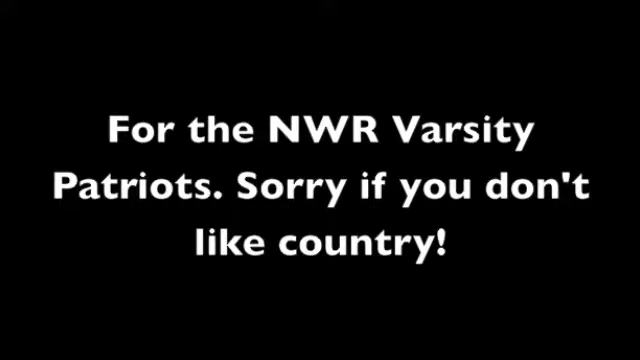 For the NWR Varsity
Patriots. Sorry if you don't
like country!